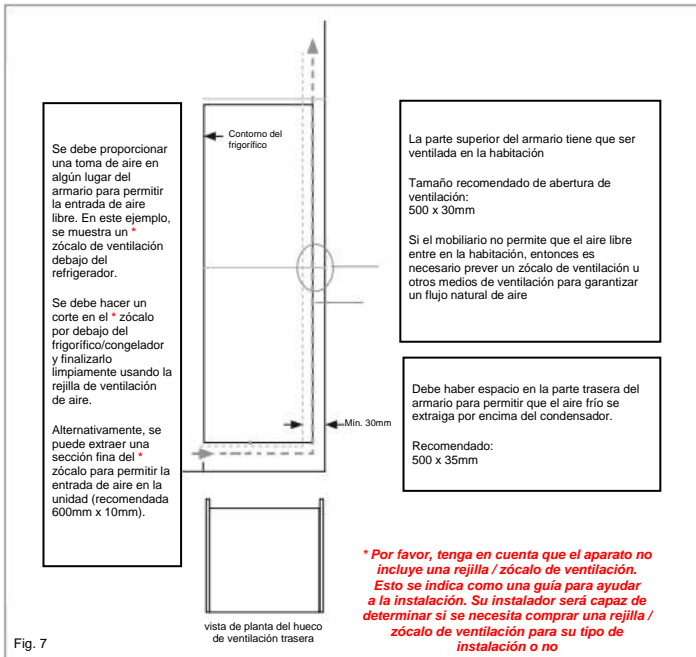 Se debe proporcionar
una toma de aire en
algún lugar del
armario para permitir
la entrada de aire
libre. En este ejemplo,
se muestra un *
zócalo de ventilación
debajo del
refrigerador.
Se debe hacer un
corte en el * zócalo
por debajo del
frigorífico/congelador
y finalizarlo
limpiamente usando la
rejilla de ventilación
de aire.
Alternativamente, se
puede extraer una
sección fina del *
zócalo para permitir la
entrada de aire en la
unidad (recomendada
600mm x 10mm).
Contorno del
frigorífico
Mín. 30mm
La parte superior del armario tiene que ser
ventilada en la habitación
Tamaño recomendado de abertura de
ventilación:
500 x 30mm
Si el mobiliario no permite que el aire libre
entre en la habitación, entonces es
necesario prever un zócalo de ventilación u
otros medios de ventilación para garantizar
un flujo natural de aire
Debe haber espacio en la parte trasera del
armario para permitir que el aire frío se
extraiga por encima del condensador.
Recomendado:
500 x 35mm
vista de planta del hueco
de ventilación trasera
* Por favor, tenga en cuenta que el aparato no
incluye una rejilla / zócalo de ventilación.
Esto se indica como una guía para ayudar
a la instalación. Su instalador será capaz de
determinar si se necesita comprar una rejilla /
zócalo de ventilación para su tipo de
instalación o no
Fig. 7